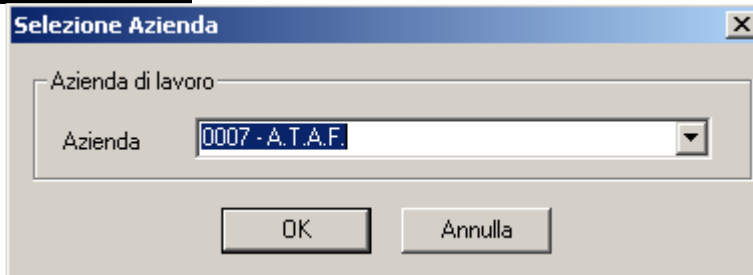 Selezione Azienda
Azienda di lavoro
Azienda 0007 - A.T.A.F.
OK Annulla